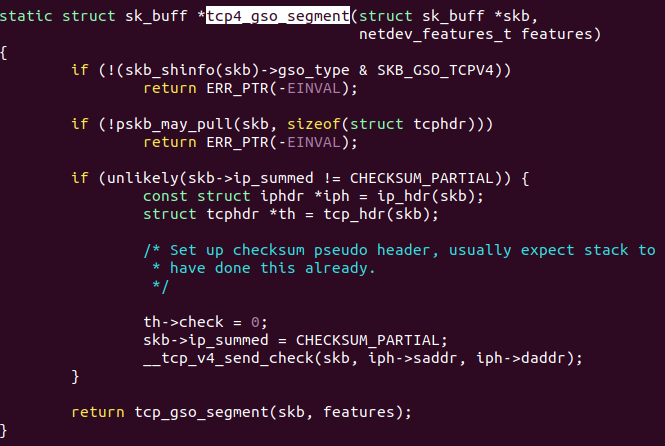 static struct sk_buff *tcp4_gso_segment(struct sk_buff *skb,
                                        netdev_features_t features)
{
        if (!(skb_shinfo(skb)->gso_type & SKB_GSO_TCPV4))
                return ERR_PTR(-EINVAL);

        if (!pskb_may_pull(skb, sizeof(struct tcphdr)))
                return ERR_PTR(-EINVAL);

        if (unlikely(skb->ip_summed != CHECKSUM_PARTIAL)) {
                const struct iphdr *iph = ip_hdr(skb);
                struct tcphdr *th = tcp_hdr(skb);

                /* Set up checksum pseudo header, usually expect stack to
                 * have done this already.
                 */

                th->check = 0;
                skb->ip_summed = CHECKSUM_PARTIAL;
                __tcp_v4_send_check(skb, iph->saddr, iph->daddr);
        }

        return tcp_gso_segment(skb, features);
}